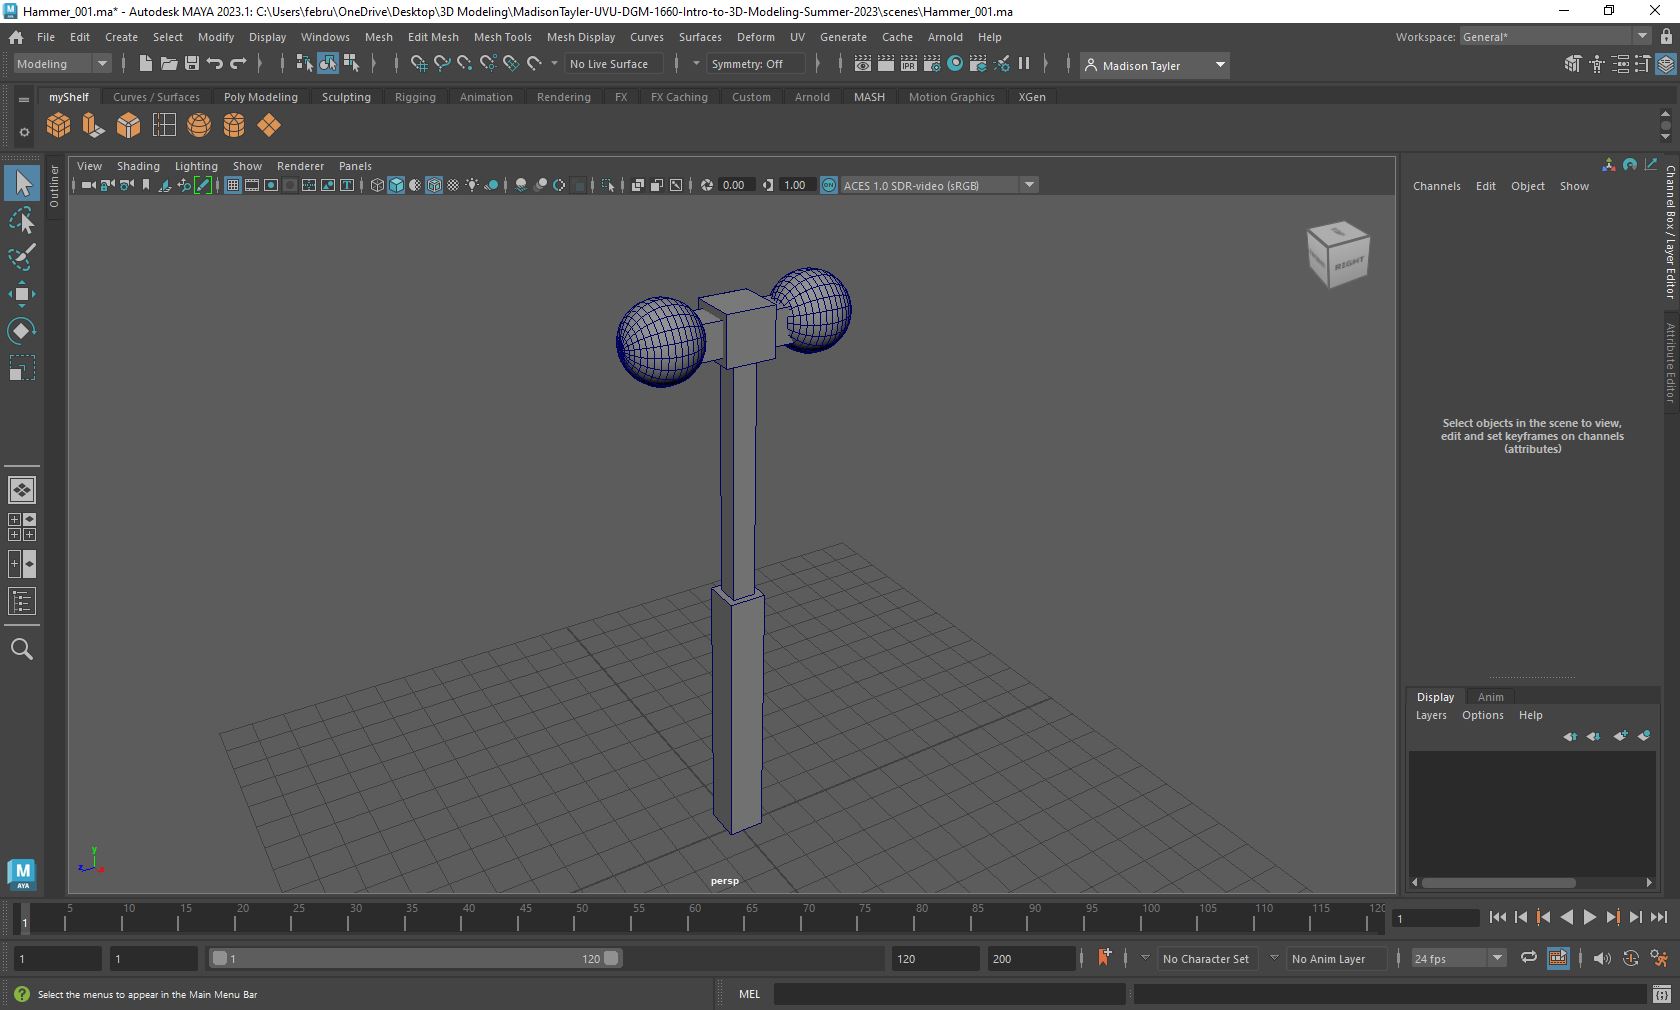 Hammer_001.ma* - Autodesk MAYA 2023.1: C:\Users\febru\OneDrive\Desktop\3D Modeling\MadisonTayler-UVU-DGM-1660-Intro-to-3D-Modeling-Summer-2023\scenes\Hammer_001.ma
File Edit Create Select Modify Display Windows Mesh Edit Mesh Mesh Tools Mesh Display Curves Surfaces Deform UV Generate Cache Arnold Help Workspace: General*
Modeling No Live Surface Symmetry: Off IPR Madison Tayler
myShelf Curves / Surfaces Poly Modeling Sculpting Rigging Animation Rendering FX FX Caching Custom Arnold MASH Motion Graphics XGen
Outliner
View Shading Lighting Show Renderer Panels
0.00 1.00 ON ACES 1.0 SDR-video (sRGB)
RIGHT
persp
y
z x
M
AYA
Channels Edit Object Show
Channel Box / Layer Editor
Attribute Editor
Select objects in the scene to view,
edit and set keyframes on channels
(attributes)
Display Anim
Layers Options Help
1 5 10 15 20 25 30 35 40 45 50 55 60 65 70 75 80 85 90 95 100 105 110 115 120 1
1 1 1 120 120 200 No Character Set No Anim Layer 24 fps
Select the menus to appear in the Main Menu Bar MEL